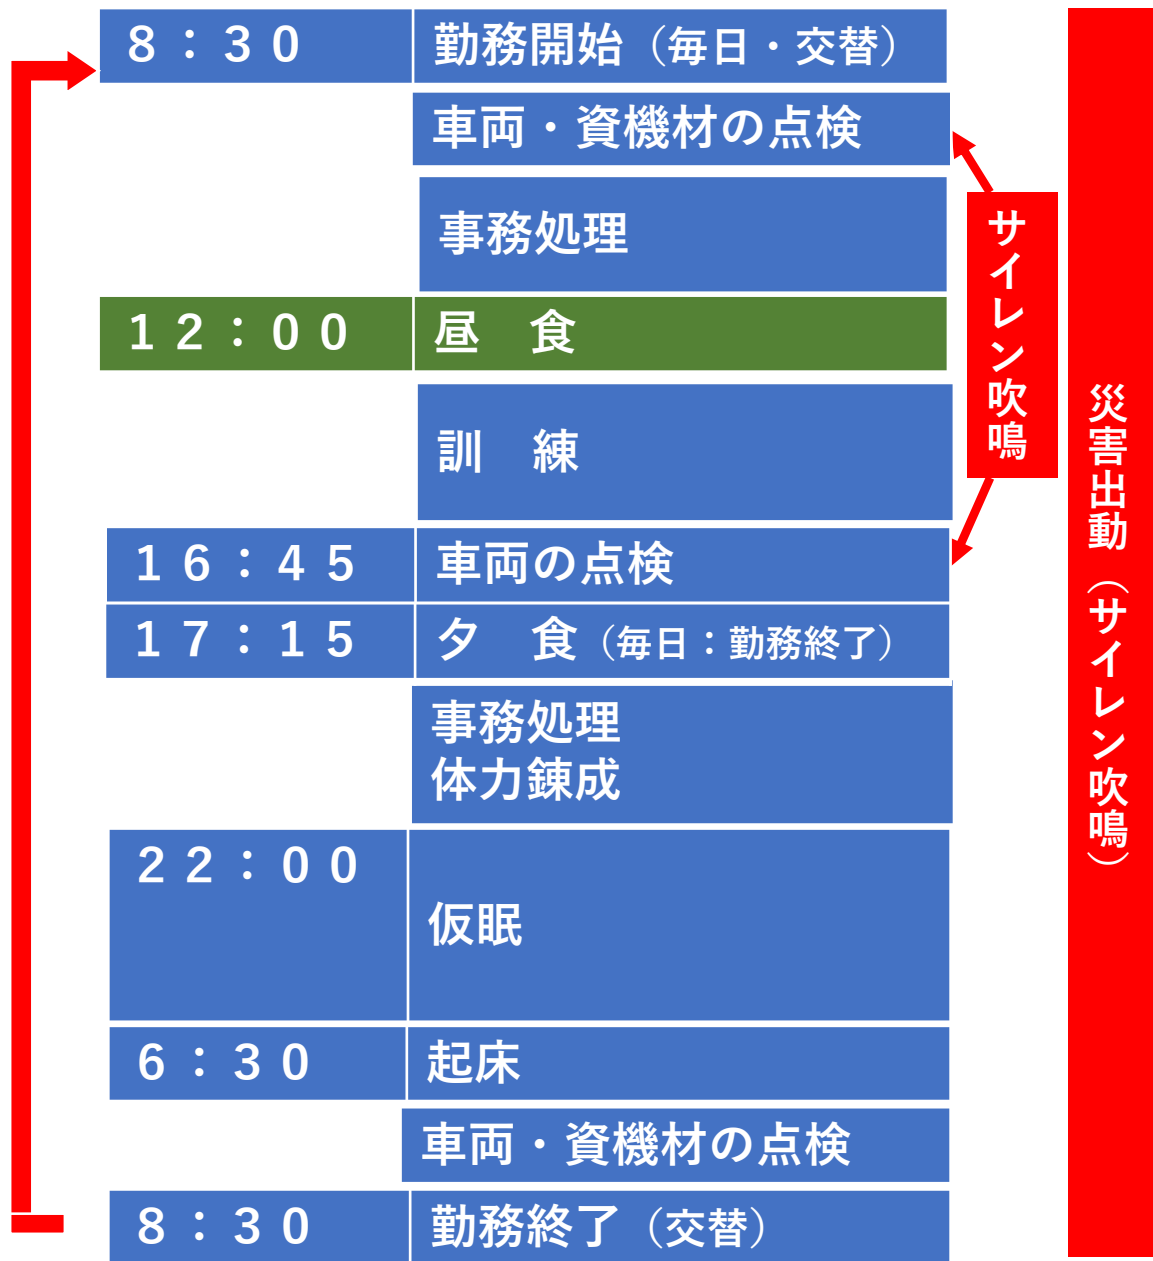 ８：３０ 勤務開始（毎日・交替）
車両・資機材の点検
事務処理
１２：００ 昼　食
訓　練
１６：４５ 車両の点検
１７：１５ 夕　食（毎日：勤務終了）
事務処理
体力錬成
２２：００ 仮眠
６：３０ 起床
車両・資機材の点検
８：３０ 勤務終了（交替）
サイレン吹鳴
災害出動（サイレン吹鳴）